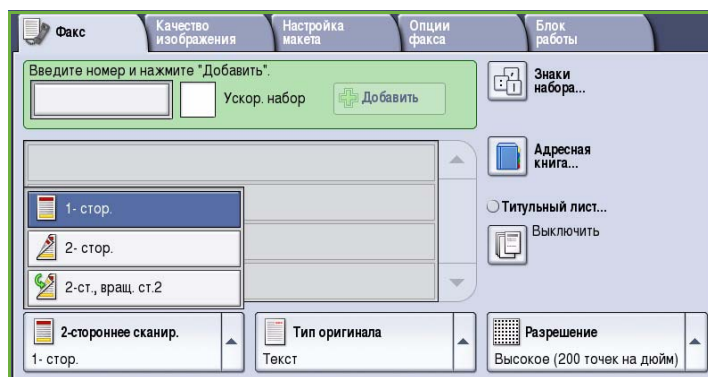 Факс
Качество
изображения
Настройка
макета
Опции
факса
Блок
работы
Введите номер и нажмите "Добавить".
Ускор. набор
Добавить
Знаки
набора...
Адресная
книга...
Титульный лист...
Выключить
1- стор.
2- стор.
2-ст., вращ. ст.2
2-стороннее сканир.
1- стор.
Тип оригинала
Текст
Разрешение
Высокое (200 точек на дюйм)